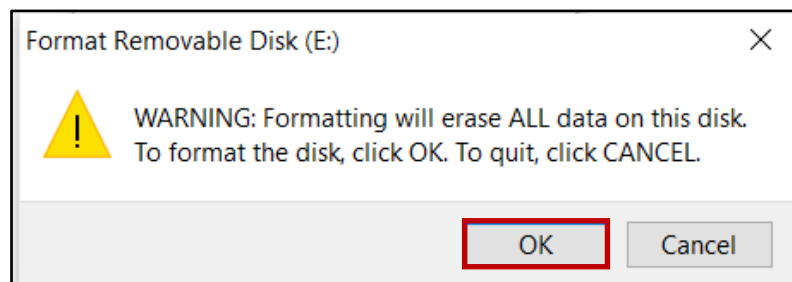 Format Removable Disk (E:)
WARNING: Formatting will erase ALL data on this disk.
To format the disk, click OK. To quit, click CANCEL.
OK Cancel